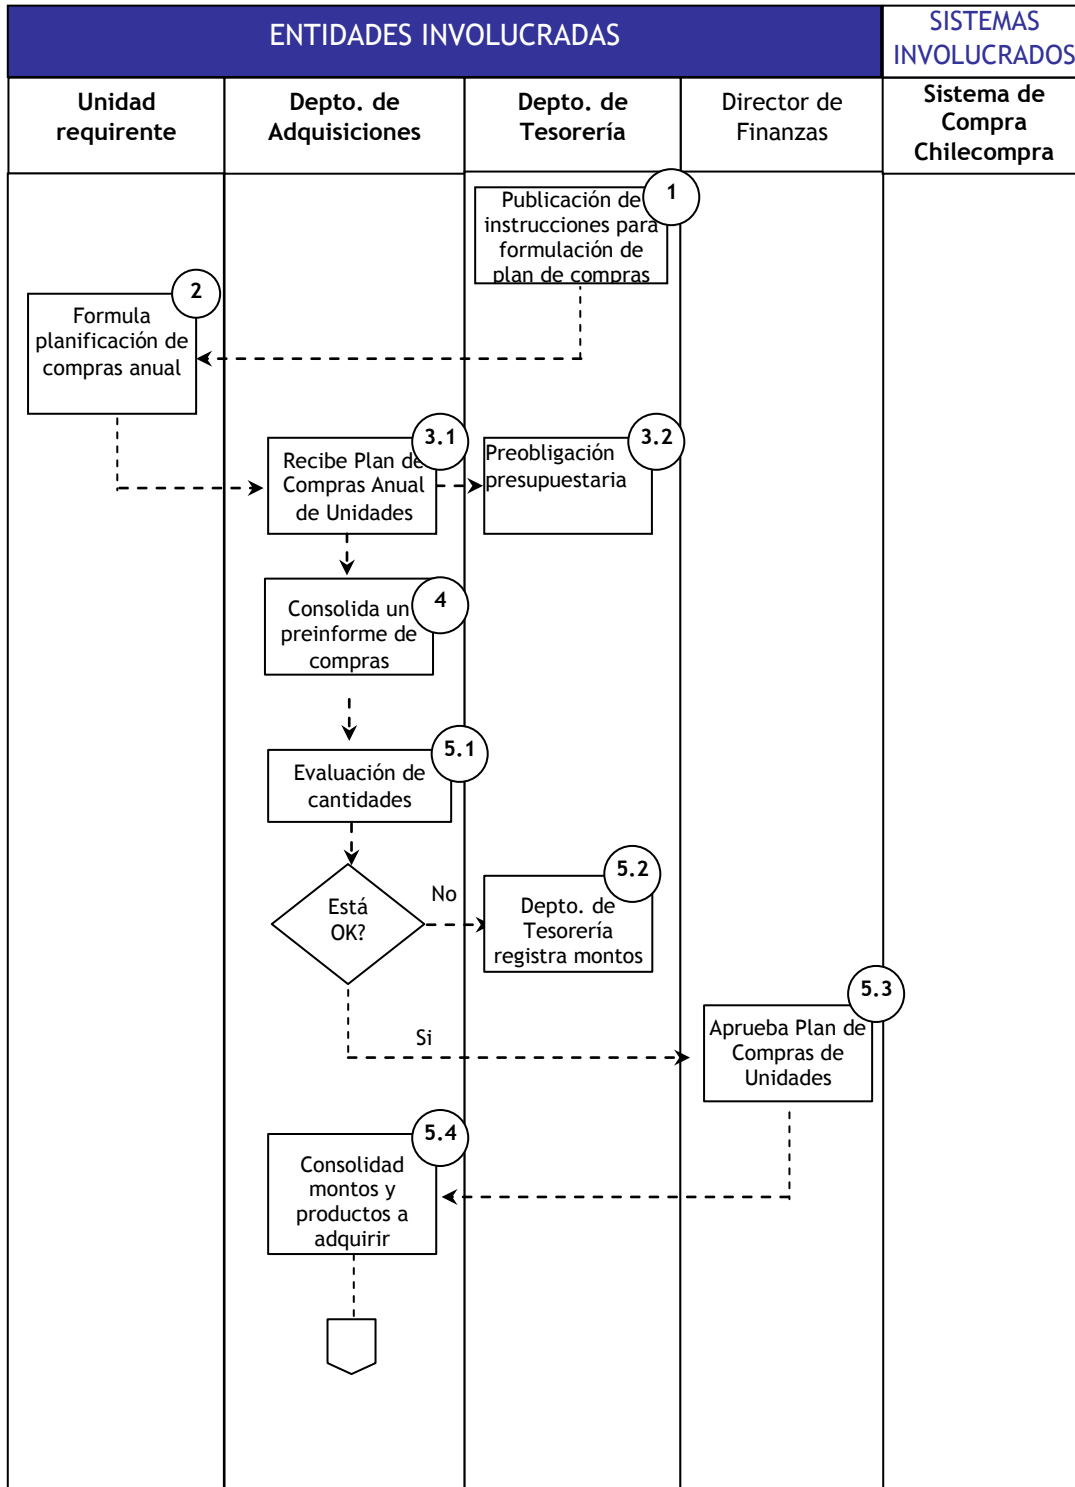 ENTIDADES INVOLUCRADAS
SISTEMAS
INVOLUCRADOS
Unidad
requirente
Depto. de
Adquisiciones
Depto. de
Tesorería
Director de
Finanzas
Sistema de
Compra
Chilecompra
1
Publicación de
instrucciones para
formulación de
plan de compras
2
Formula
planificación de
compras anual
3.1
Recibe Plan de
Compras Anual
de Unidades
3.2
Preobligación
presupuestaria
4
Consolida un
preinforme de
compras
5.1
Evaluación de
cantidades
Está
OK?
No
5.2
Depto. de
Tesorería
registra montos
Si
5.3
Aprueba Plan de
Compras de
Unidades
5.4
Consolidad
montos y
productos a
adquirir